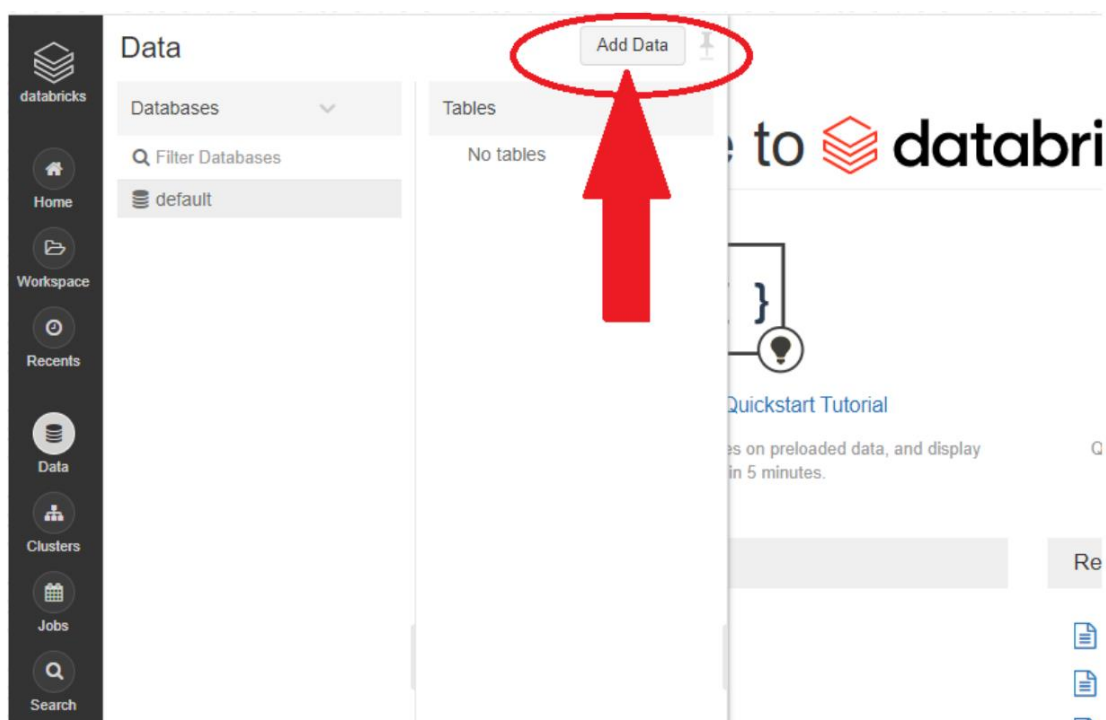 databricks
Home
Workspace
Recents
Data
Clusters
Jobs
Search
Data
Add Data
Databases
Filter Databases
default
Tables
No tables
to databri
{ }
Quickstart Tutorial
on preloaded data, and display
in 5 minutes.
Q
Re